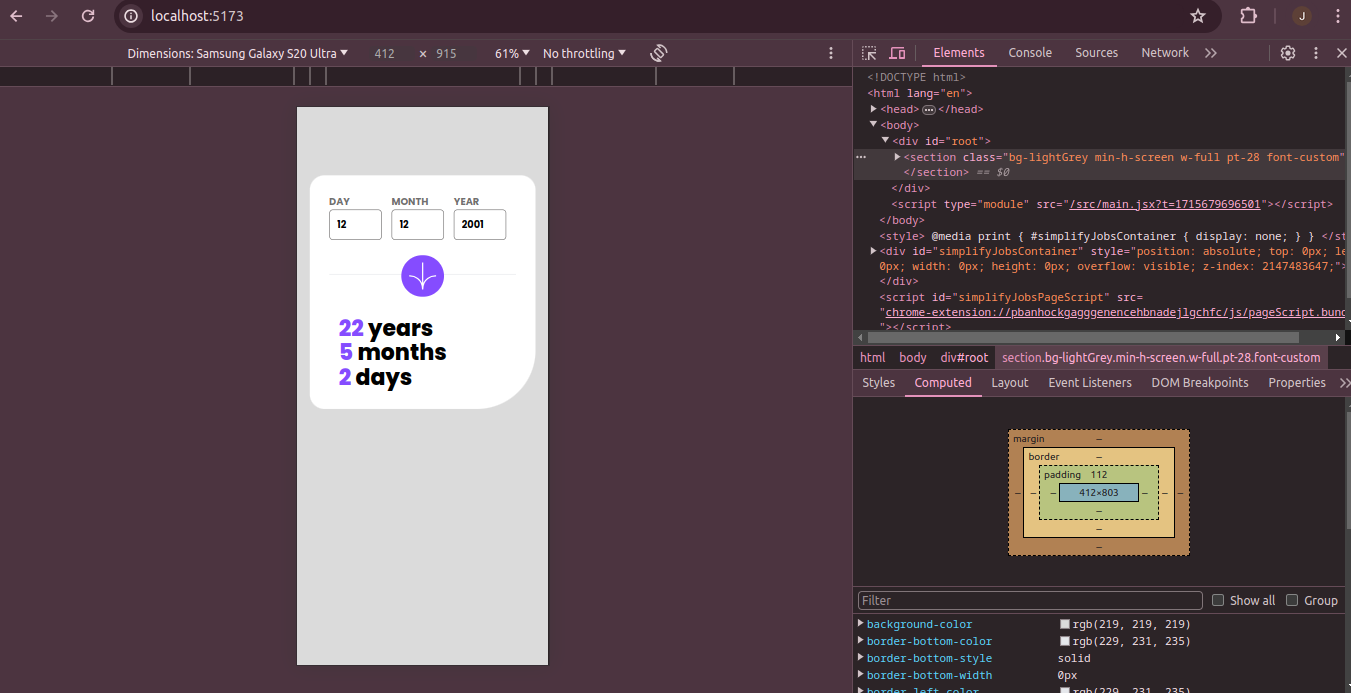 localhost:5173
J
Dimensions: Samsung Galaxy S20 Ultra 412 × 915 61% No throttling
Elements Console Sources Network
DAY MONTH YEAR
12 12 2001
22 years
5 months
2 days
<!DOCTYPE html>
<html lang="en">
<head> ••• </head>
<body>
<div id="root">
••• <section class="bg-lightGrey min-h-screen w-full pt-28 font-custom"
</section> == $0
</div>
<script type="module" src="/src/main.jsx?t=1715679696501"></script>
</body>
<style> @media print { #simplifyJobsContainer { display: none; } } </st
<div id="simplifyJobsContainer" style="position: absolute; top: 0px; le
0px; width: 0px; height: 0px; overflow: visible; z-index: 2147483647;">
</div>
<script id="simplifyJobsPageScript" src=
"chrome-extension://pbanhockgagggenencehbnadejlgchfc/js/pageScript.bund
"></script>
html body div#root section.bg-lightGrey.min-h-screen.w-full.pt-28.font-custom
Styles Computed Layout Event Listeners DOM Breakpoints Properties
margin –
border –
padding 112
– – – 412×803 – – –
–
–
–
Filter Show all Group
background-color rgb(219, 219, 219)
border-bottom-color rgb(229, 231, 235)
border-bottom-style solid
border-bottom-width 0px
border-left-color rgb(229, 231, 235)